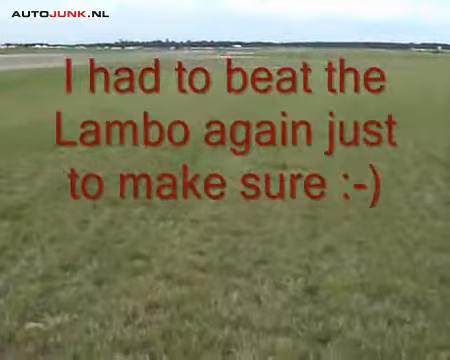 AUTOJUNK.NL
I had to beat the
Lambo again just
to make sure :-)